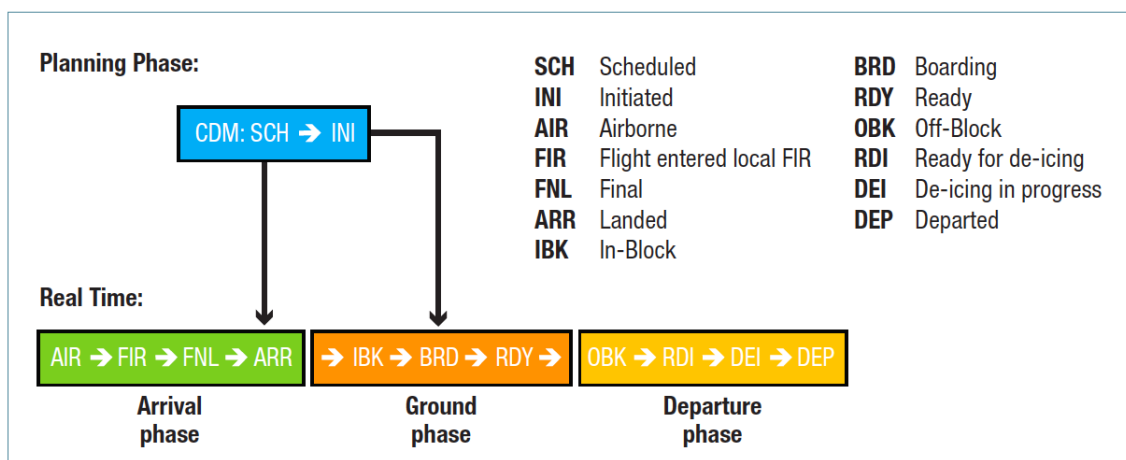 Planning Phase:
CDM: SCH ➔ INI
SCH Scheduled
INI Initiated
AIR Airborne
FIR Flight entered local FIR
FNL Final
ARR Landed
IBK In-Block
BRD Boarding
RDY Ready
OBK Off-Block
RDI Ready for de-icing
DEI De-icing in progress
DEP Departed
Real Time:
AIR ➔ FIR ➔ FNL ➔ ARR
➔ IBK ➔ BRD ➔ RDY ➔
OBK ➔ RDI ➔ DEI ➔ DEP
Arrival
phase
Ground
phase
Departure
phase